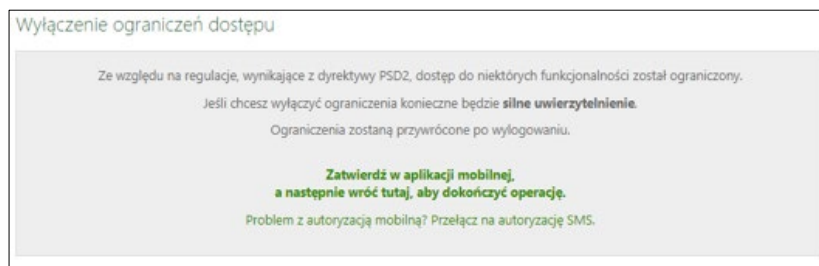 Wyłączenie ograniczeń dostępu
Ze względu na regulacje, wynikające z dyrektywy PSD2, dostęp do niektórych funkcjonalności został ograniczony.
Jeśli chcesz wyłączyć ograniczenia konieczne będzie silne uwierzytelnienie.
Ograniczenia zostaną przywrócone po wylogowaniu.
Zatwierdź w aplikacji mobilnej,
a następnie wróć tutaj, aby dokończyć operację.
Problem z autoryzacją mobilną? Przełącz na autoryzację SMS.